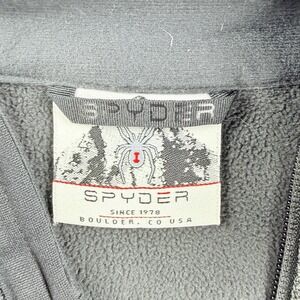 SPYDER
SPYDER
SINCE 1978
BOULDER, CO USA